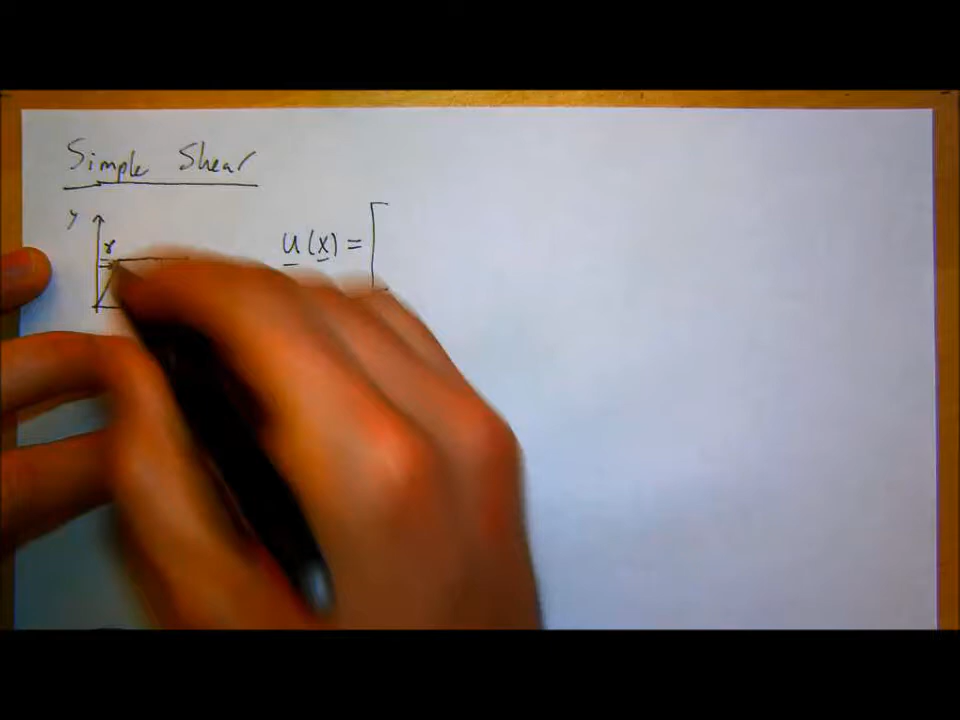 Simple Shear
y
γ
u(x) = [